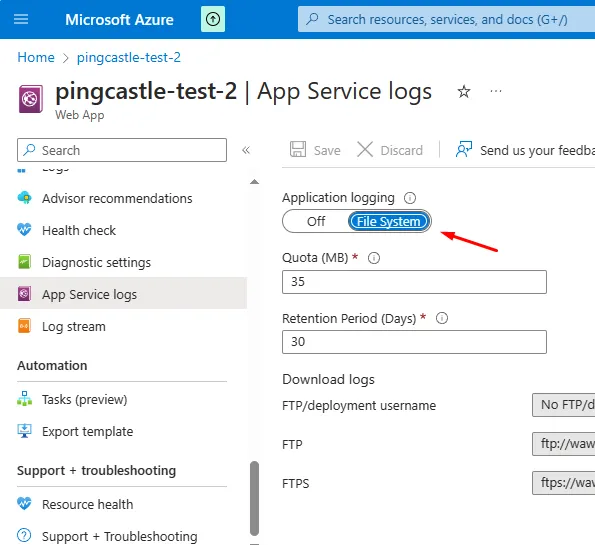 Microsoft Azure
Search resources, services, and docs (G+/)
Home > pingcastle-test-2
pingcastle-test-2 | App Service logs
Web App
Search
Save
Discard
Send us your feedba
Logs
Advisor recommendations
Health check
Diagnostic settings
App Service logs
Log stream
Automation
Tasks (preview)
Export template
Support + troubleshooting
Resource health
Support + Troubleshooting
Application logging
Off
File System
Quota (MB) *
35
Retention Period (Days) *
30
Download logs
FTP/deployment username
No FTP/d
FTP
ftp://waw
FTPS
ftps://wa